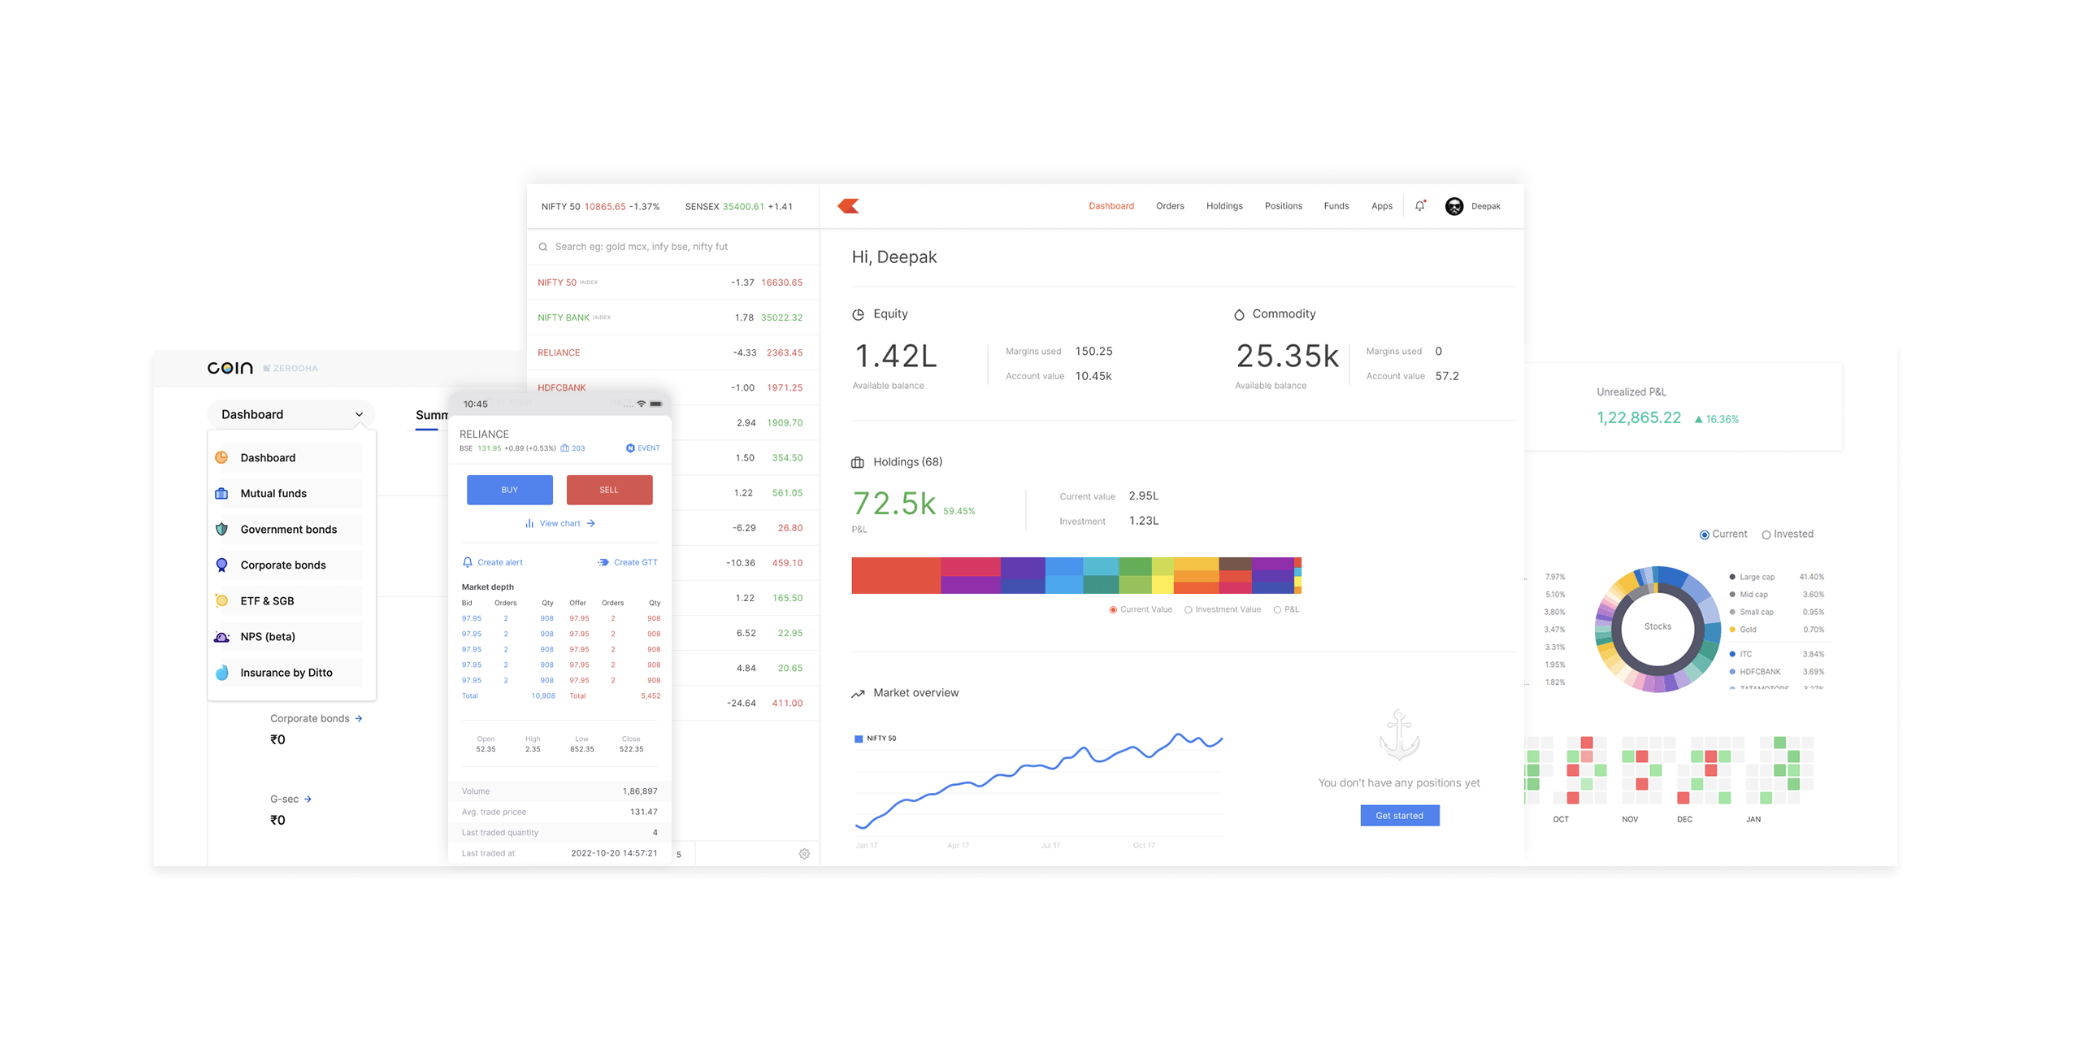 COIN ZERODHA
Dashboard
Summ
Dashboard
Mutual funds
Government bonds
Corporate bonds
ETF & SGB
NPS (beta)
Insurance by Ditto
Corporate bonds
₹0
G-sec
₹0
10:45
RELIANCE
BSE 131.95 +0.89 (+0.53%) 203 EVENT
BUY SELL
View chart
Create alert Create GTT
Market depth
Bid Orders Qty Offer Orders Qty
97.95 2 908 97.95 2 908
97.95 2 908 97.95 2 908
97.95 2 908 97.95 2 908
97.95 2 908 97.95 2 908
97.95 2 908 97.95 2 908
Total 10,908 Total 5,452
Open High Low Close
52.35 2.35 852.35 522.35
Volume 1,86,897
Avg. trade pricee 131.47
Last traded quantity 4
Last traded at 2022-10-20 14:57:21
NIFTY 50 10865.65 -1.37% SENSEX 35400.61 +1.41
Search eg: gold mcx, infy bse, nifty fut
NIFTY 50 INDEX -1.37 16630.65
NIFTY BANK INDEX 1.78 35022.32
RELIANCE -4.33 2363.45
HDFCBANK -1.00 1971.25
2.94 1909.70
1.50 354.50
1.22 561.05
-6.29 26.80
-10.36 459.10
1.22 165.50
6.52 22.95
4.84 20.65
-24.64 411.00
5
Dashboard Orders Holdings Positions Funds Apps Deepak
Hi, Deepak
Equity
1.42L
Available balance
Margins used 150.25
Account value 10.45k
Commodity
25.35k
Available balance
Margins used 0
Account value 57.2
Holdings (68)
72.5k 59.45%
P&L
Current value 2.95L
Investment 1.23L
Current Value Investment Value P&L
Market overview
NIFTY 50
Jan 17 Apr 17 Jul 17 Oct 17
You don't have any positions yet
Get started
Unrealized P&L
1,22,865.22 16.36%
Current Invested
7.97%
5.10%
3.80%
3.47%
3.31%
1.95%
1.82%
Stocks
Large cap 41.40%
Mid cap 3.60%
Small cap 0.95%
Gold 0.70%
ITC 3.84%
HDFCBANK 3.69%
TATAMOTORS 3.27%
OCT NOV DEC JAN